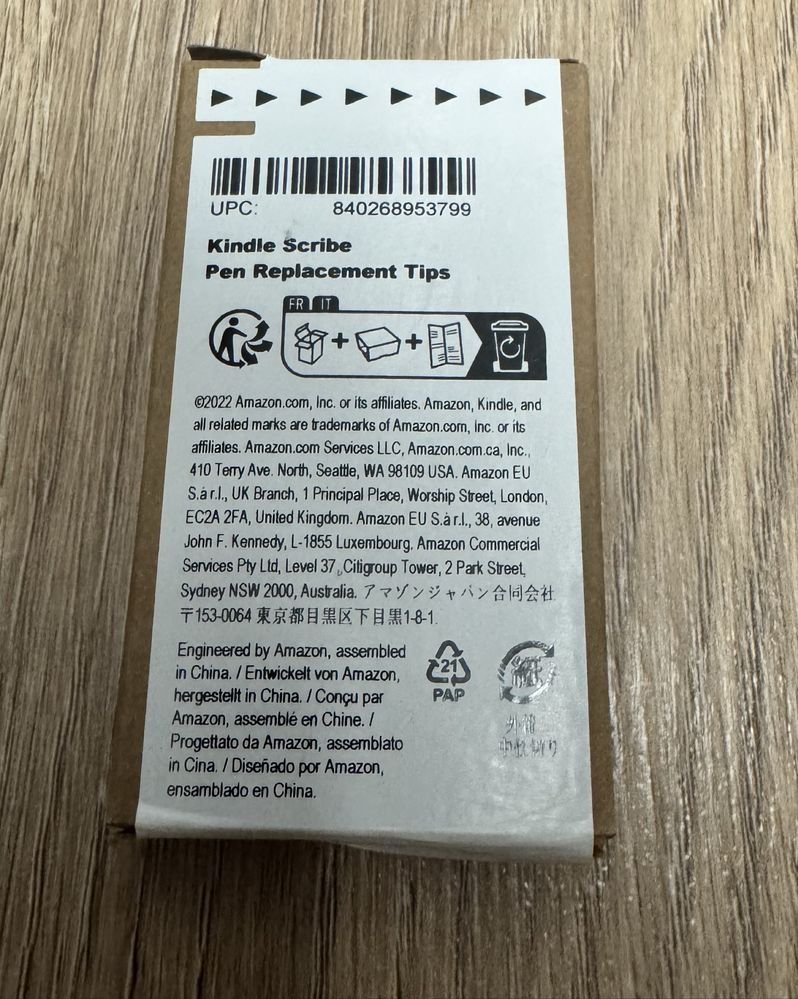 UPC: 840268953799
Kindle Scribe
Pen Replacement Tips
FR IT
©2022 Amazon.com, Inc. or its affiliates. Amazon, Kindle, and
all related marks are trademarks of Amazon.com, Inc. or its
affiliates. Amazon.com Services LLC, Amazon.com.ca, Inc.,
410 Terry Ave. North, Seattle, WA 98109 USA. Amazon EU
S.à r.l., UK Branch, 1 Principal Place, Worship Street, London,
EC2A 2FA, United Kingdom. Amazon EU S.à r.l., 38, avenue
John F. Kennedy, L-1855 Luxembourg. Amazon Commercial
Services Pty Ltd, Level 37, Citigroup Tower, 2 Park Street,
Sydney NSW 2000, Australia. アマゾンジャパン合同会社
〒153-0064 東京都目黒区下目黒1-8-1.
Engineered by Amazon, assembled
in China. / Entwickelt von Amazon,
hergestellt in China. / Conçu par
Amazon, assemblé en Chine. /
Progettato da Amazon, assemblato
in Cina. / Diseñado por Amazon,
ensamblado en China.
21
PAP
紙
外箱